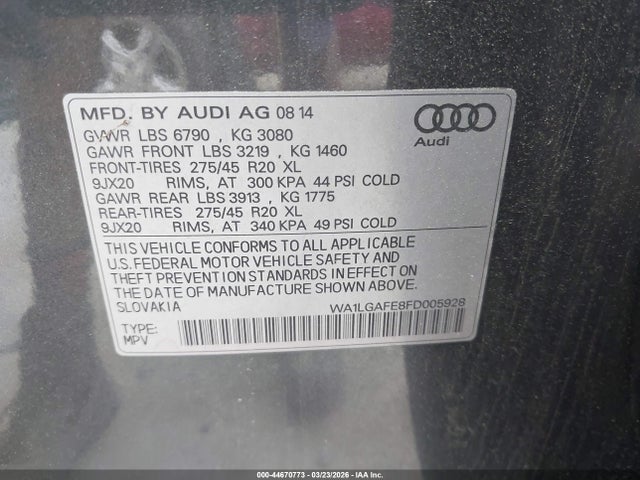 MFD. BY AUDI AG 08 14
GVWR LBS 6790 , KG 3080
GAWR FRONT LBS 3219 , KG 1460
FRONT-TIRES 275/45 R20 XL
9JX20 RIMS, AT 300 KPA 44 PSI COLD
GAWR REAR LBS 3913 , KG 1775
REAR-TIRES 275/45 R20 XL
9JX20 RIMS, AT 340 KPA 49 PSI COLD
THIS VEHICLE CONFORMS TO ALL APPLICABLE
U.S. FEDERAL MOTOR VEHICLE SAFETY AND
THEFT PREVENTION STANDARDS IN EFFECT ON
THE DATE OF MANUFACTURE SHOWN ABOVE.
SLOVAKIA
WA1LGAFE8FD005928
TYPE:
MPV
Audi
000-44670773 - 03/23/2026 - IAA Inc.